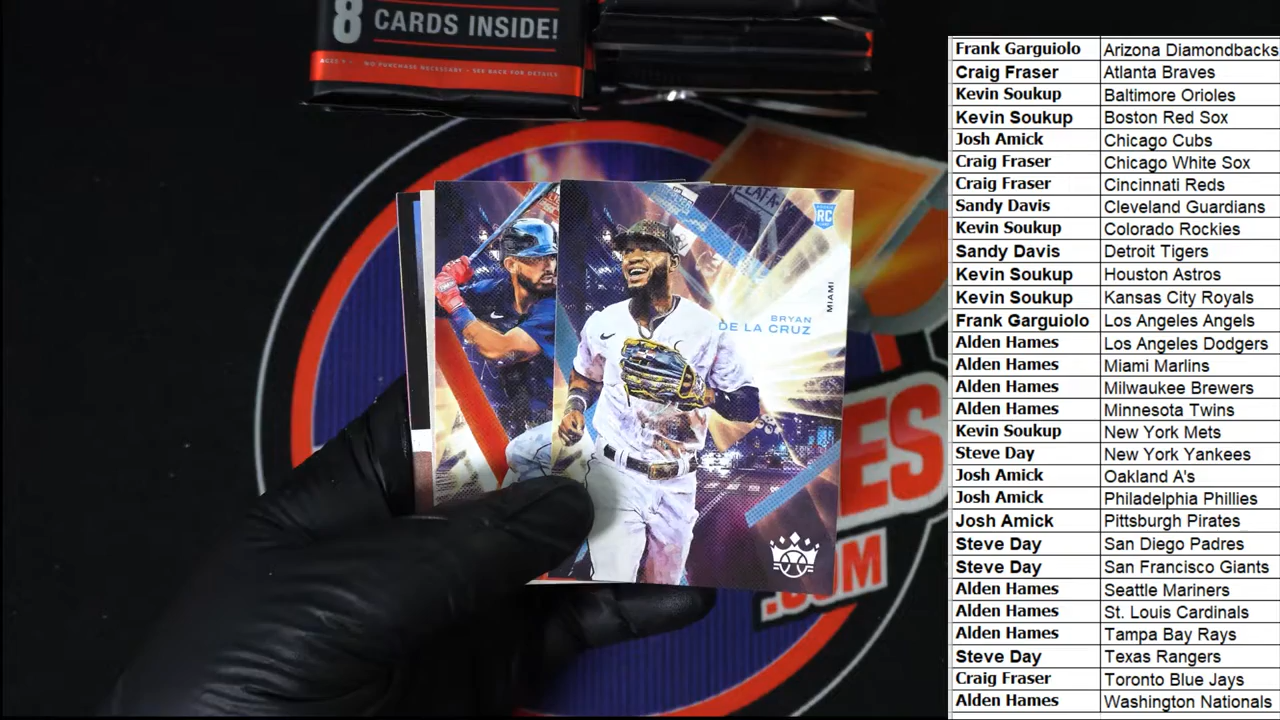 8 CARDS INSIDE!
AGES 9+ NO PURCHASE NECESSARY - SEE BACK FOR DETAILS
RC
MIAMI
BRYAN
DE LA CRUZ
ES
.COM
Frank Garguiolo Arizona Diamondbacks
Craig Fraser Atlanta Braves
Kevin Soukup Baltimore Orioles
Kevin Soukup Boston Red Sox
Josh Amick Chicago Cubs
Craig Fraser Chicago White Sox
Craig Fraser Cincinnati Reds
Sandy Davis Cleveland Guardians
Kevin Soukup Colorado Rockies
Sandy Davis Detroit Tigers
Kevin Soukup Houston Astros
Kevin Soukup Kansas City Royals
Frank Garguiolo Los Angeles Angels
Alden Hames Los Angeles Dodgers
Alden Hames Miami Marlins
Alden Hames Milwaukee Brewers
Alden Hames Minnesota Twins
Kevin Soukup New York Mets
Steve Day New York Yankees
Josh Amick Oakland A's
Josh Amick Philadelphia Phillies
Josh Amick Pittsburgh Pirates
Steve Day San Diego Padres
Steve Day San Francisco Giants
Alden Hames Seattle Mariners
Alden Hames St. Louis Cardinals
Alden Hames Tampa Bay Rays
Steve Day Texas Rangers
Craig Fraser Toronto Blue Jays
Alden Hames Washington Nationals